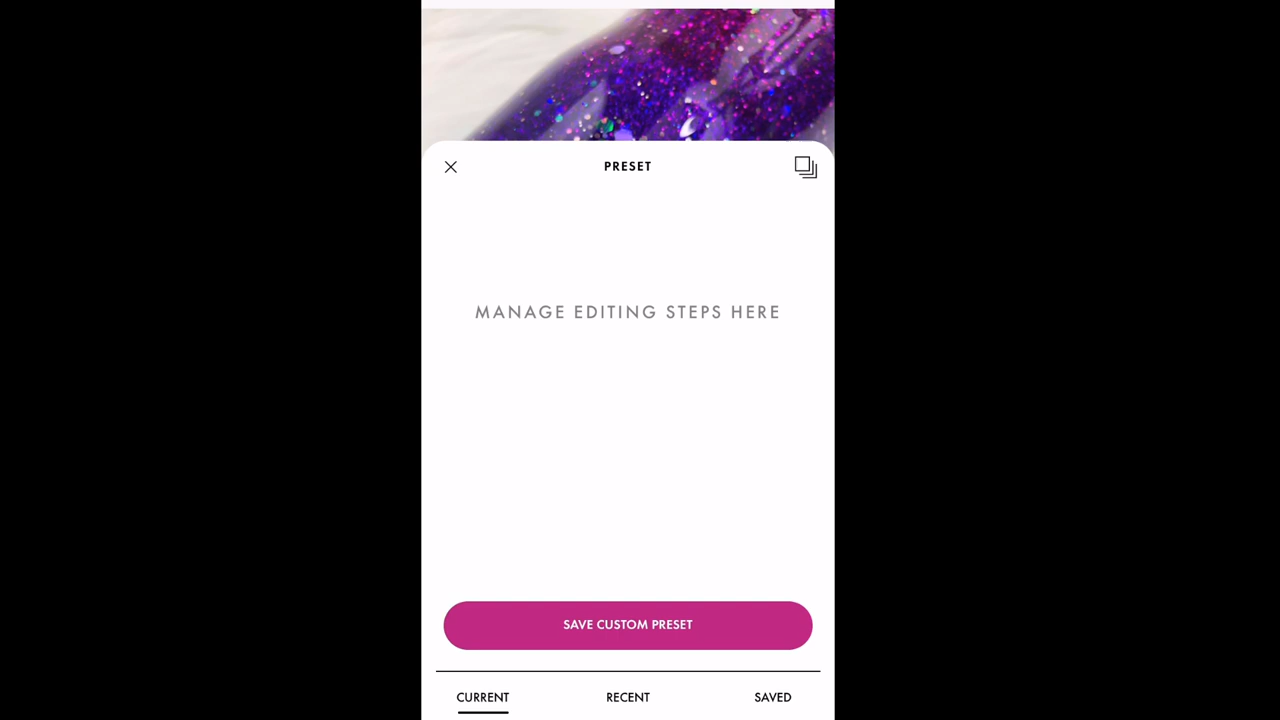 PRESET
MANAGE EDITING STEPS HERE
SAVE CUSTOM PRESET
CURRENT RECENT SAVED